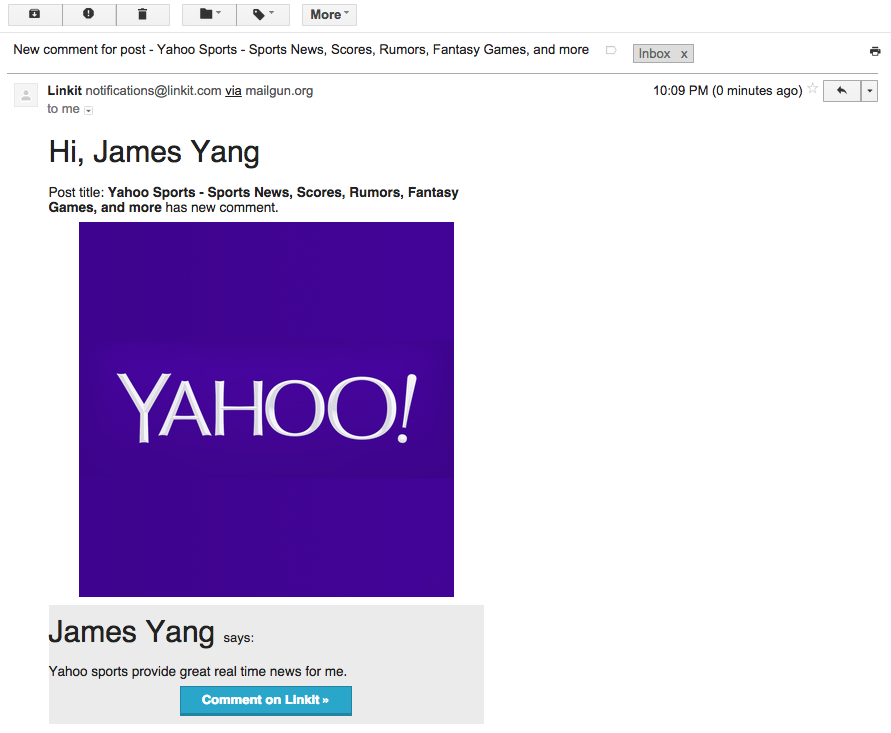 More
New comment for post - Yahoo Sports - Sports News, Scores, Rumors, Fantasy Games, and more Inbox x
Linkit notifications@linkit.com via mailgun.org 10:09 PM (0 minutes ago)
to me
Hi, James Yang
Post title: Yahoo Sports - Sports News, Scores, Rumors, Fantasy
Games, and more has new comment.
YAHOO!
James Yang says:
Yahoo sports provide great real time news for me.
Comment on LinkIt »